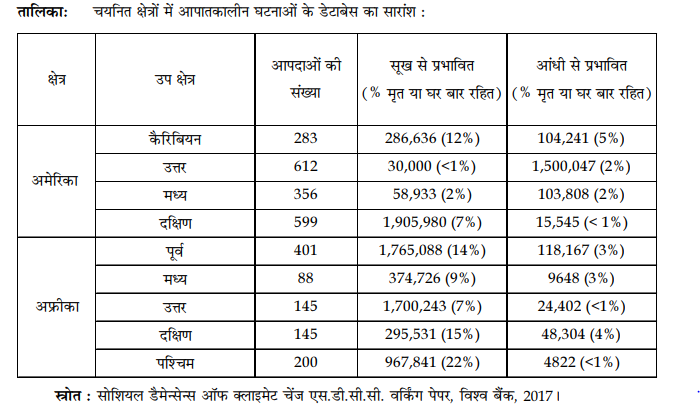 तालिका: चयनित क्षेत्रों में आपातकालीन घटनाओं के डेटाबेस का सारांश :
क्षेत्र उप क्षेत्र आपदाओं की संख्या सूख से प्रभावित (% मृत या घर बार रहित) आंधी से प्रभावित (% मृत या घर बार रहित)
अमेरिका कैरिबियन 283 286,636 (12%) 104,241 (5%)
उत्तर 612 30,000 (<1%) 1,500,047 (2%)
मध्य 356 58,933 (2%) 103,808 (2%)
दक्षिण 599 1,905,980 (7%) 15,545 (< 1%)
अफ्रीका पूर्व 401 1,765,088 (14%) 118,167 (3%)
मध्य 88 374,726 (9%) 9648 (3%)
उत्तर 145 1,700,243 (7%) 24,402 (<1%)
दक्षिण 145 295,531 (15%) 48,304 (4%)
पश्चिम 200 967,841 (22%) 4822 (<1%)
स्रोत : सोशियल डैमेन्सेन्स ऑफ क्लाइमेट चेंज एस.डी.सी.सी. वर्किंग पेपर, विश्व बैंक, 2017।